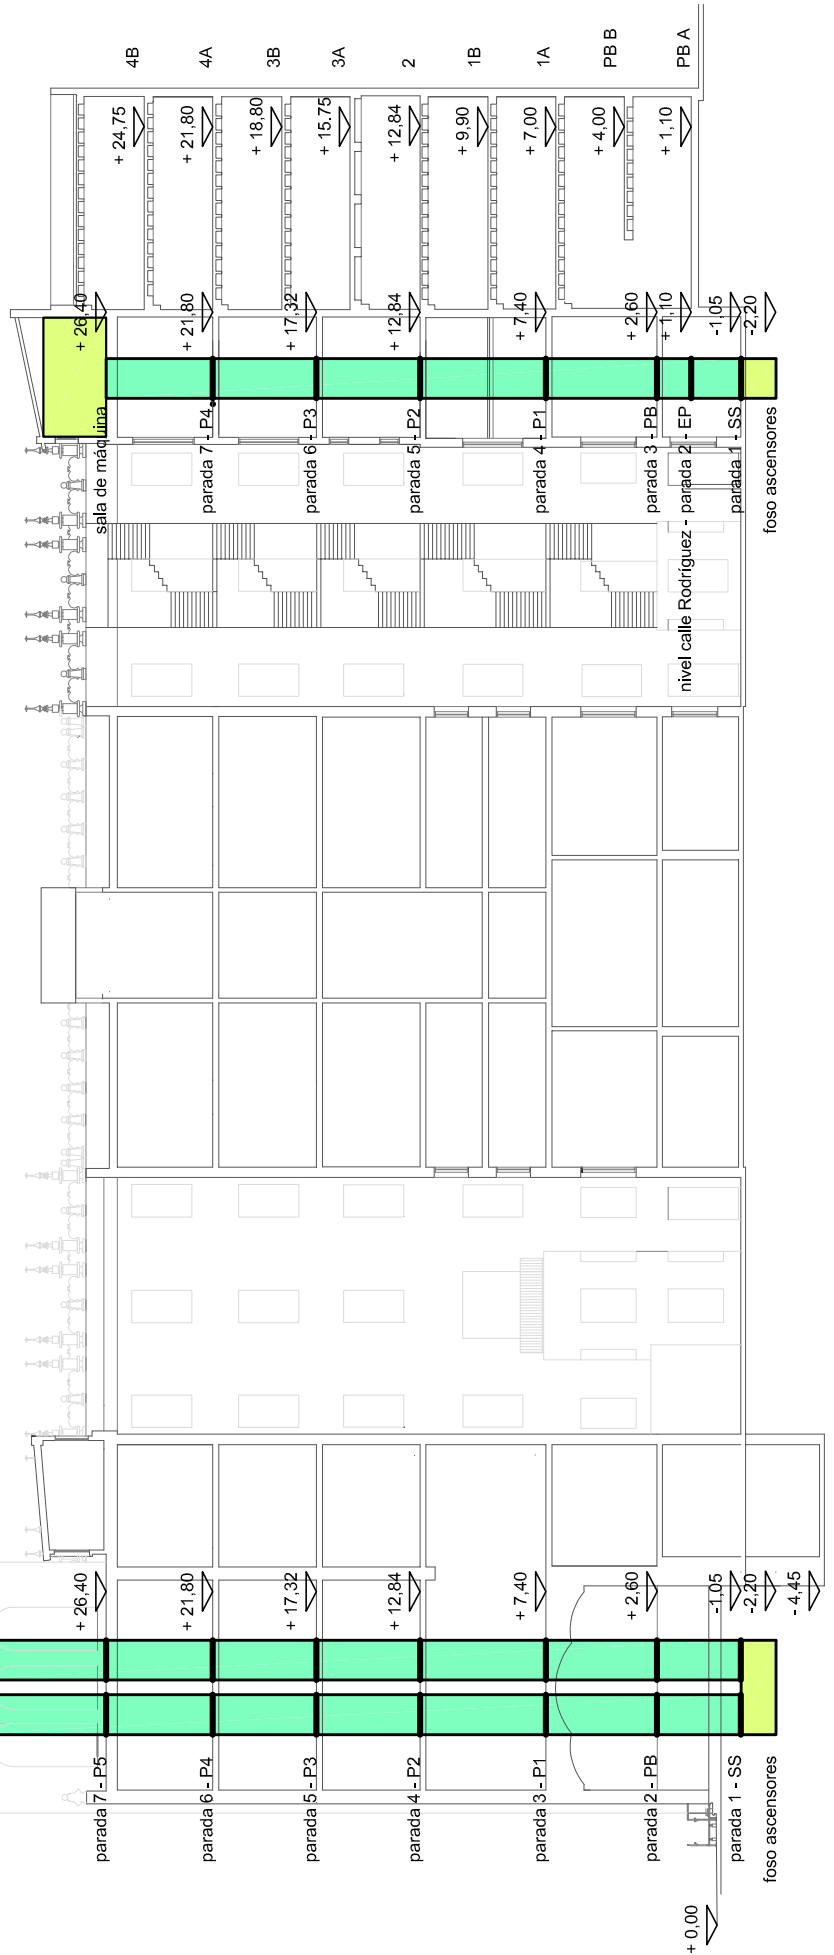 4B
4A
3B
3A
2
1B
1A
PB B
PB A
+ 24,75
+ 21,80
+ 18,80
+ 15.75
+ 12,84
+ 9,90
+ 7,00
+ 4,00
+ 1,10
+ 26,40
+ 21,80
+ 17,32
+ 12,84
+ 7,40
+ 2,60
+ 1,10
-1,05
-2,20
sala de máquina
parada 7 - P4
parada 6 - P3
parada 5 - P2
parada 4 - P1
parada 3 - PB
nivel calle Rodríguez - parada 2 - EP
parada 1 - SS
foso ascensores
+ 26,40
+ 21,80
+ 17,32
+ 12,84
+ 7,40
+ 2,60
-1,05
-2,20
- 4,45
parada 7 - P5
parada 6 - P4
parada 5 - P3
parada 4 - P2
parada 3 - P1
parada 2 - PB
parada 1 - SS
foso ascensores
+ 0,00